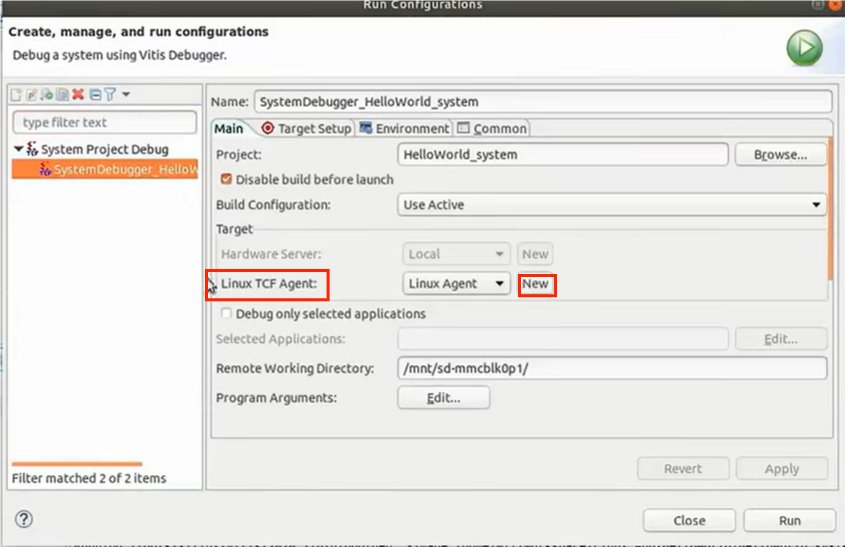 Run Configurations
Create, manage, and run configurations
Debug a system using Vitis Debugger.
type filter text
System Project Debug
SystemDebugger_HelloW
Filter matched 2 of 2 items
Name: SystemDebugger_HelloWorld_system
Main Target Setup Environment Common
Project: HelloWorld_system Browse...
Disable build before launch
Build Configuration: Use Active
Target
Hardware Server: Local New
Linux TCF Agent: Linux Agent New
Debug only selected applications
Selected Applications: Edit...
Remote Working Directory: /mnt/sd-mmcblk0p1/
Program Arguments: Edit...
Revert Apply
Close Run